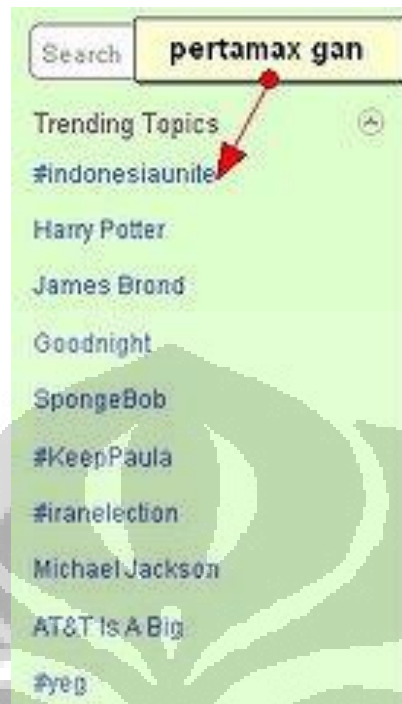 Search pertamax gan
Trending Topics
#indonesiaunite
Harry Potter
James Brond
Goodnight
SpongeBob
#KeepPaula
#iranelection
Michael Jackson
AT&T Is A Big
#yeg